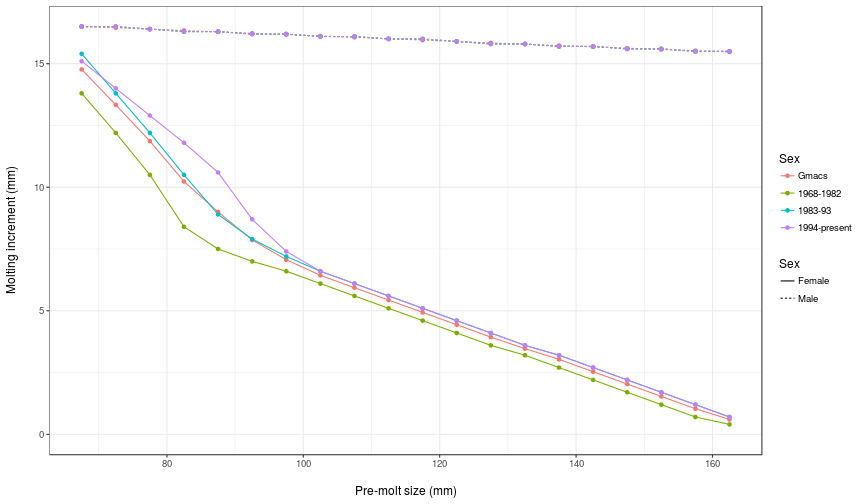 Molting increment (mm)
15
10
5
0
80
100
120
140
160
Pre-molt size (mm)
Sex
Gmacs
1968-1982
1983-93
1994-present
Sex
Female
Male